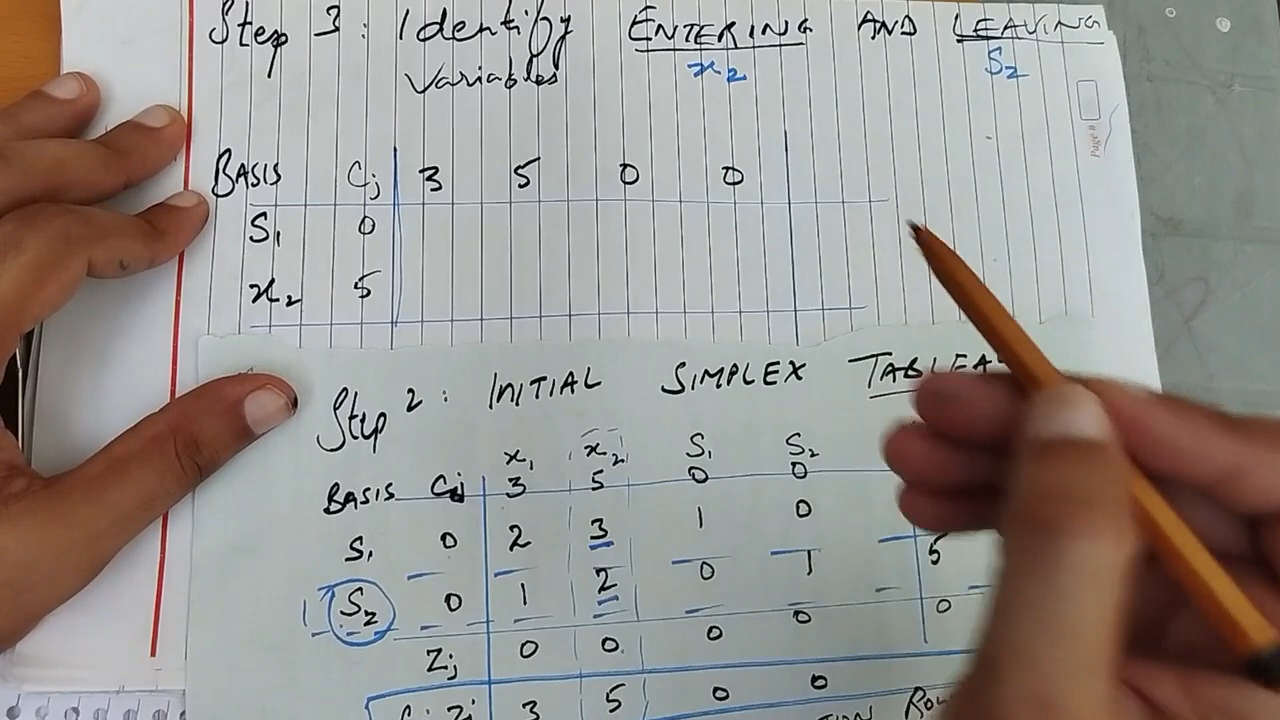 Step 3: Identify ENTERING AND LEAVING
Variables x₂ S₂
Page #
BASIS Cj 3 5 0 0
S₁ 0
x₂ 5
Step 2: INITIAL SIMPLEX
x₁ x₂ S₁ S₂
BASIS Cj 3 5 0 0
S₁ 0 2 3 1 0
5
S₂ 0 1 2 0 1
0
Zj 0 0 0 0
3 5 0 0